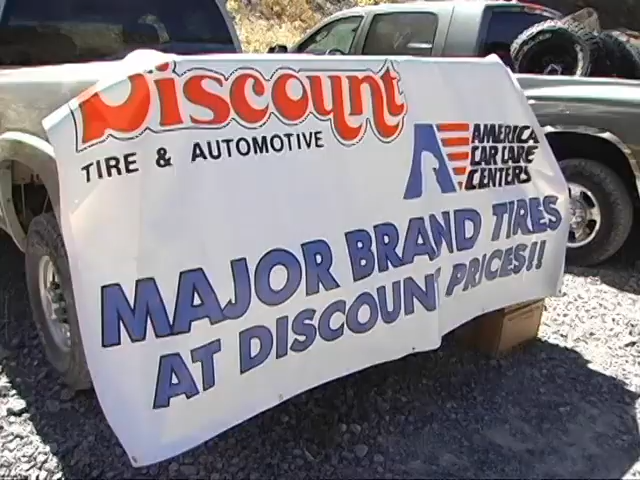 Discount
TIRE & AUTOMOTIVE
AMERICA
CAR CARE
CENTERS
MAJOR BRAND TIRES
AT DISCOUNT PRICES!!